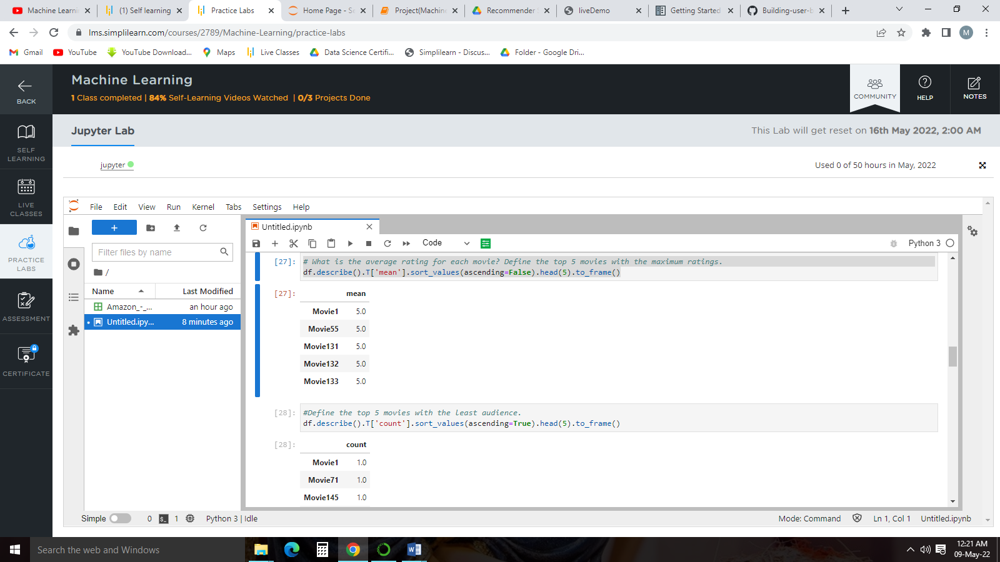 Machine Learnin
(1) Self learning
Practice Labs
Home Page - Se
Project(Machine
Recommender
liveDemo
Getting Started
Building-user-b
lms.simplilearn.com/courses/2789/Machine-Learning/practice-labs
M
Gmail
YouTube
YouTube Download...
Maps
Live Classes
Data Science Certifi...
Simplilearn - Discus...
Folder - Google Dri...
BACK
Machine Learning
1 Class completed | 84% Self-Learning Videos Watched | 0/3 Projects Done
COMMUNITY
HELP
NOTES
SELF
LEARNING
LIVE
CLASSES
PRACTICE
LABS
ASSESSMENT
CERTIFICATE
Jupyter Lab
This Lab will get reset on 16th May 2022, 2:00 AM
jupyter
Used 0 of 50 hours in May, 2022
File Edit View Run Kernel Tabs Settings Help
+
Filter files by name
/
Name Last Modified
Amazon_-_... an hour ago
Untitled.ipy... 8 minutes ago
Untitled.ipynb
Code
Python 3
[27]: # What is the average rating for each movie? Define the top 5 movies with the maximum ratings.
df.describe().T['mean'].sort_values(ascending=False).head(5).to_frame()
[27]: mean
Movie1 5.0
Movie55 5.0
Movie131 5.0
Movie132 5.0
Movie133 5.0
[28]: #Define the top 5 movies with the least audience.
df.describe().T['count'].sort_values(ascending=True).head(5).to_frame()
[28]: count
Movie1 1.0
Movie71 1.0
Movie145 1.0
Simple 0 $_ 1 Python 3 | Idle
Mode: Command Ln 1, Col 1 Untitled.ipynb
Search the web and Windows
12:21 AM
09-May-22